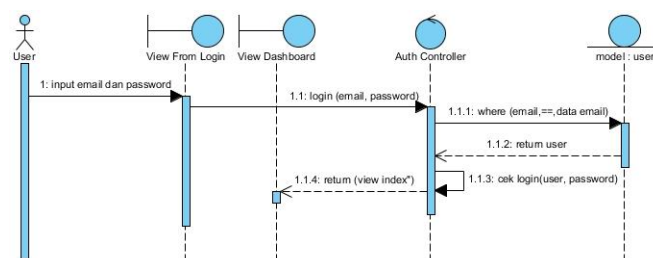 User
View From Login
View Dashboard
Auth Controller
model : user
1: input email dan password
1.1: login (email, password)
1.1.1: where (email,==,data email)
1.1.2: return user
1.1.3: cek login(user, password)
1.1.4: return (view index")